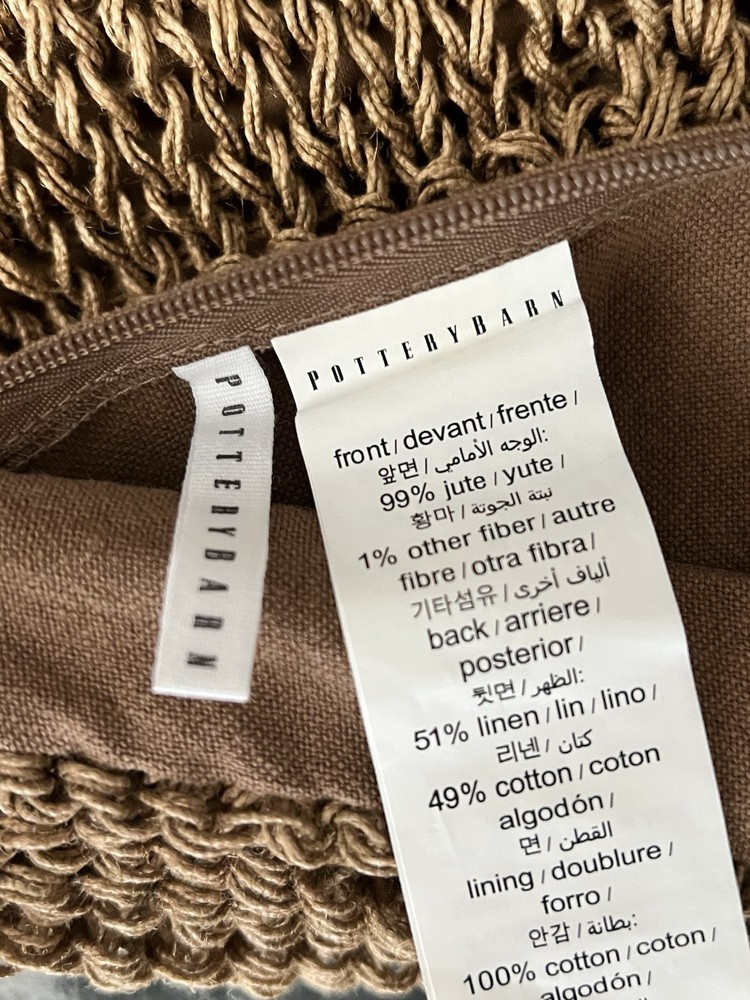 POTTERYBARN
POTTERYBARN
front / devant / frente /
앞면 / الوجه الأمامي:
99% jute / yute /
황마 / نبتة الجوتة
1% other fiber / autre
fibre / otra fibra /
기타섬유 / ألياف أخرى
back / arriere /
posterior /
뒷면 / الظهر:
51% linen / lin / lino /
리넨 / كتان
49% cotton / coton
algodón /
면 / القطن
lining / doublure /
forro /
안감 / بطانة:
100% cotton / coton /
algodón /